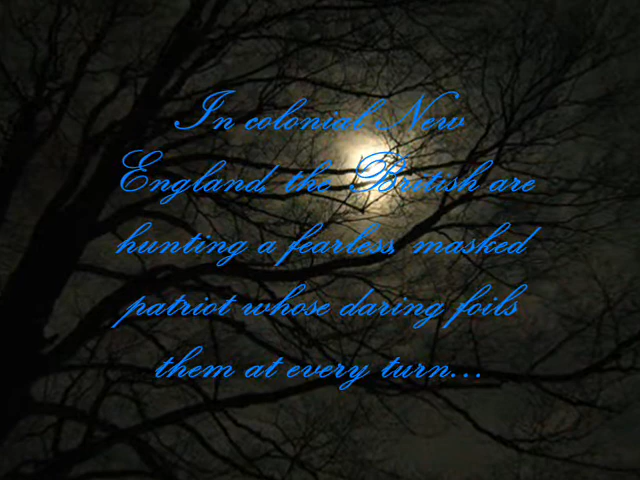 In colonial New
England, the British are
hunting a fearless, masked
patriot whose daring foils
them at every turn...